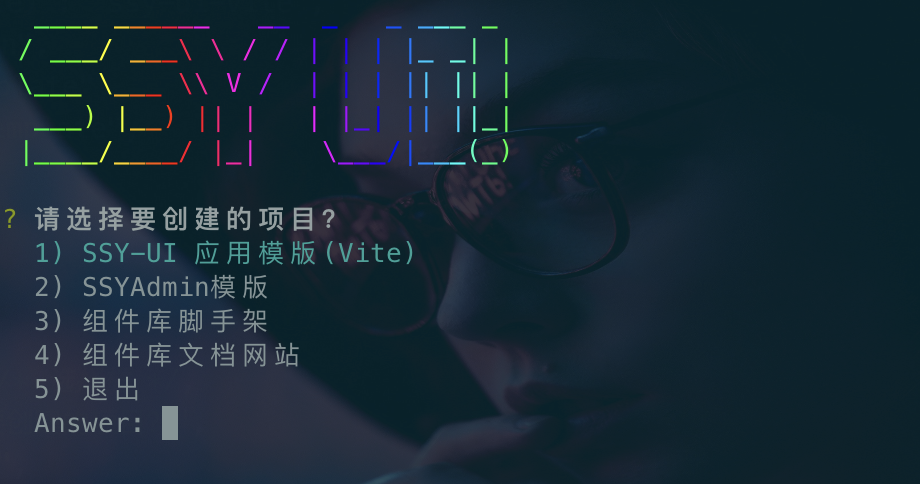 SSY UI!
? 请选择要创建的项目?
1) SSY-UI 应用模版(Vite)
2) SSYAdmin模版
3) 组件库脚手架
4) 组件库文档网站
5) 退出
Answer: